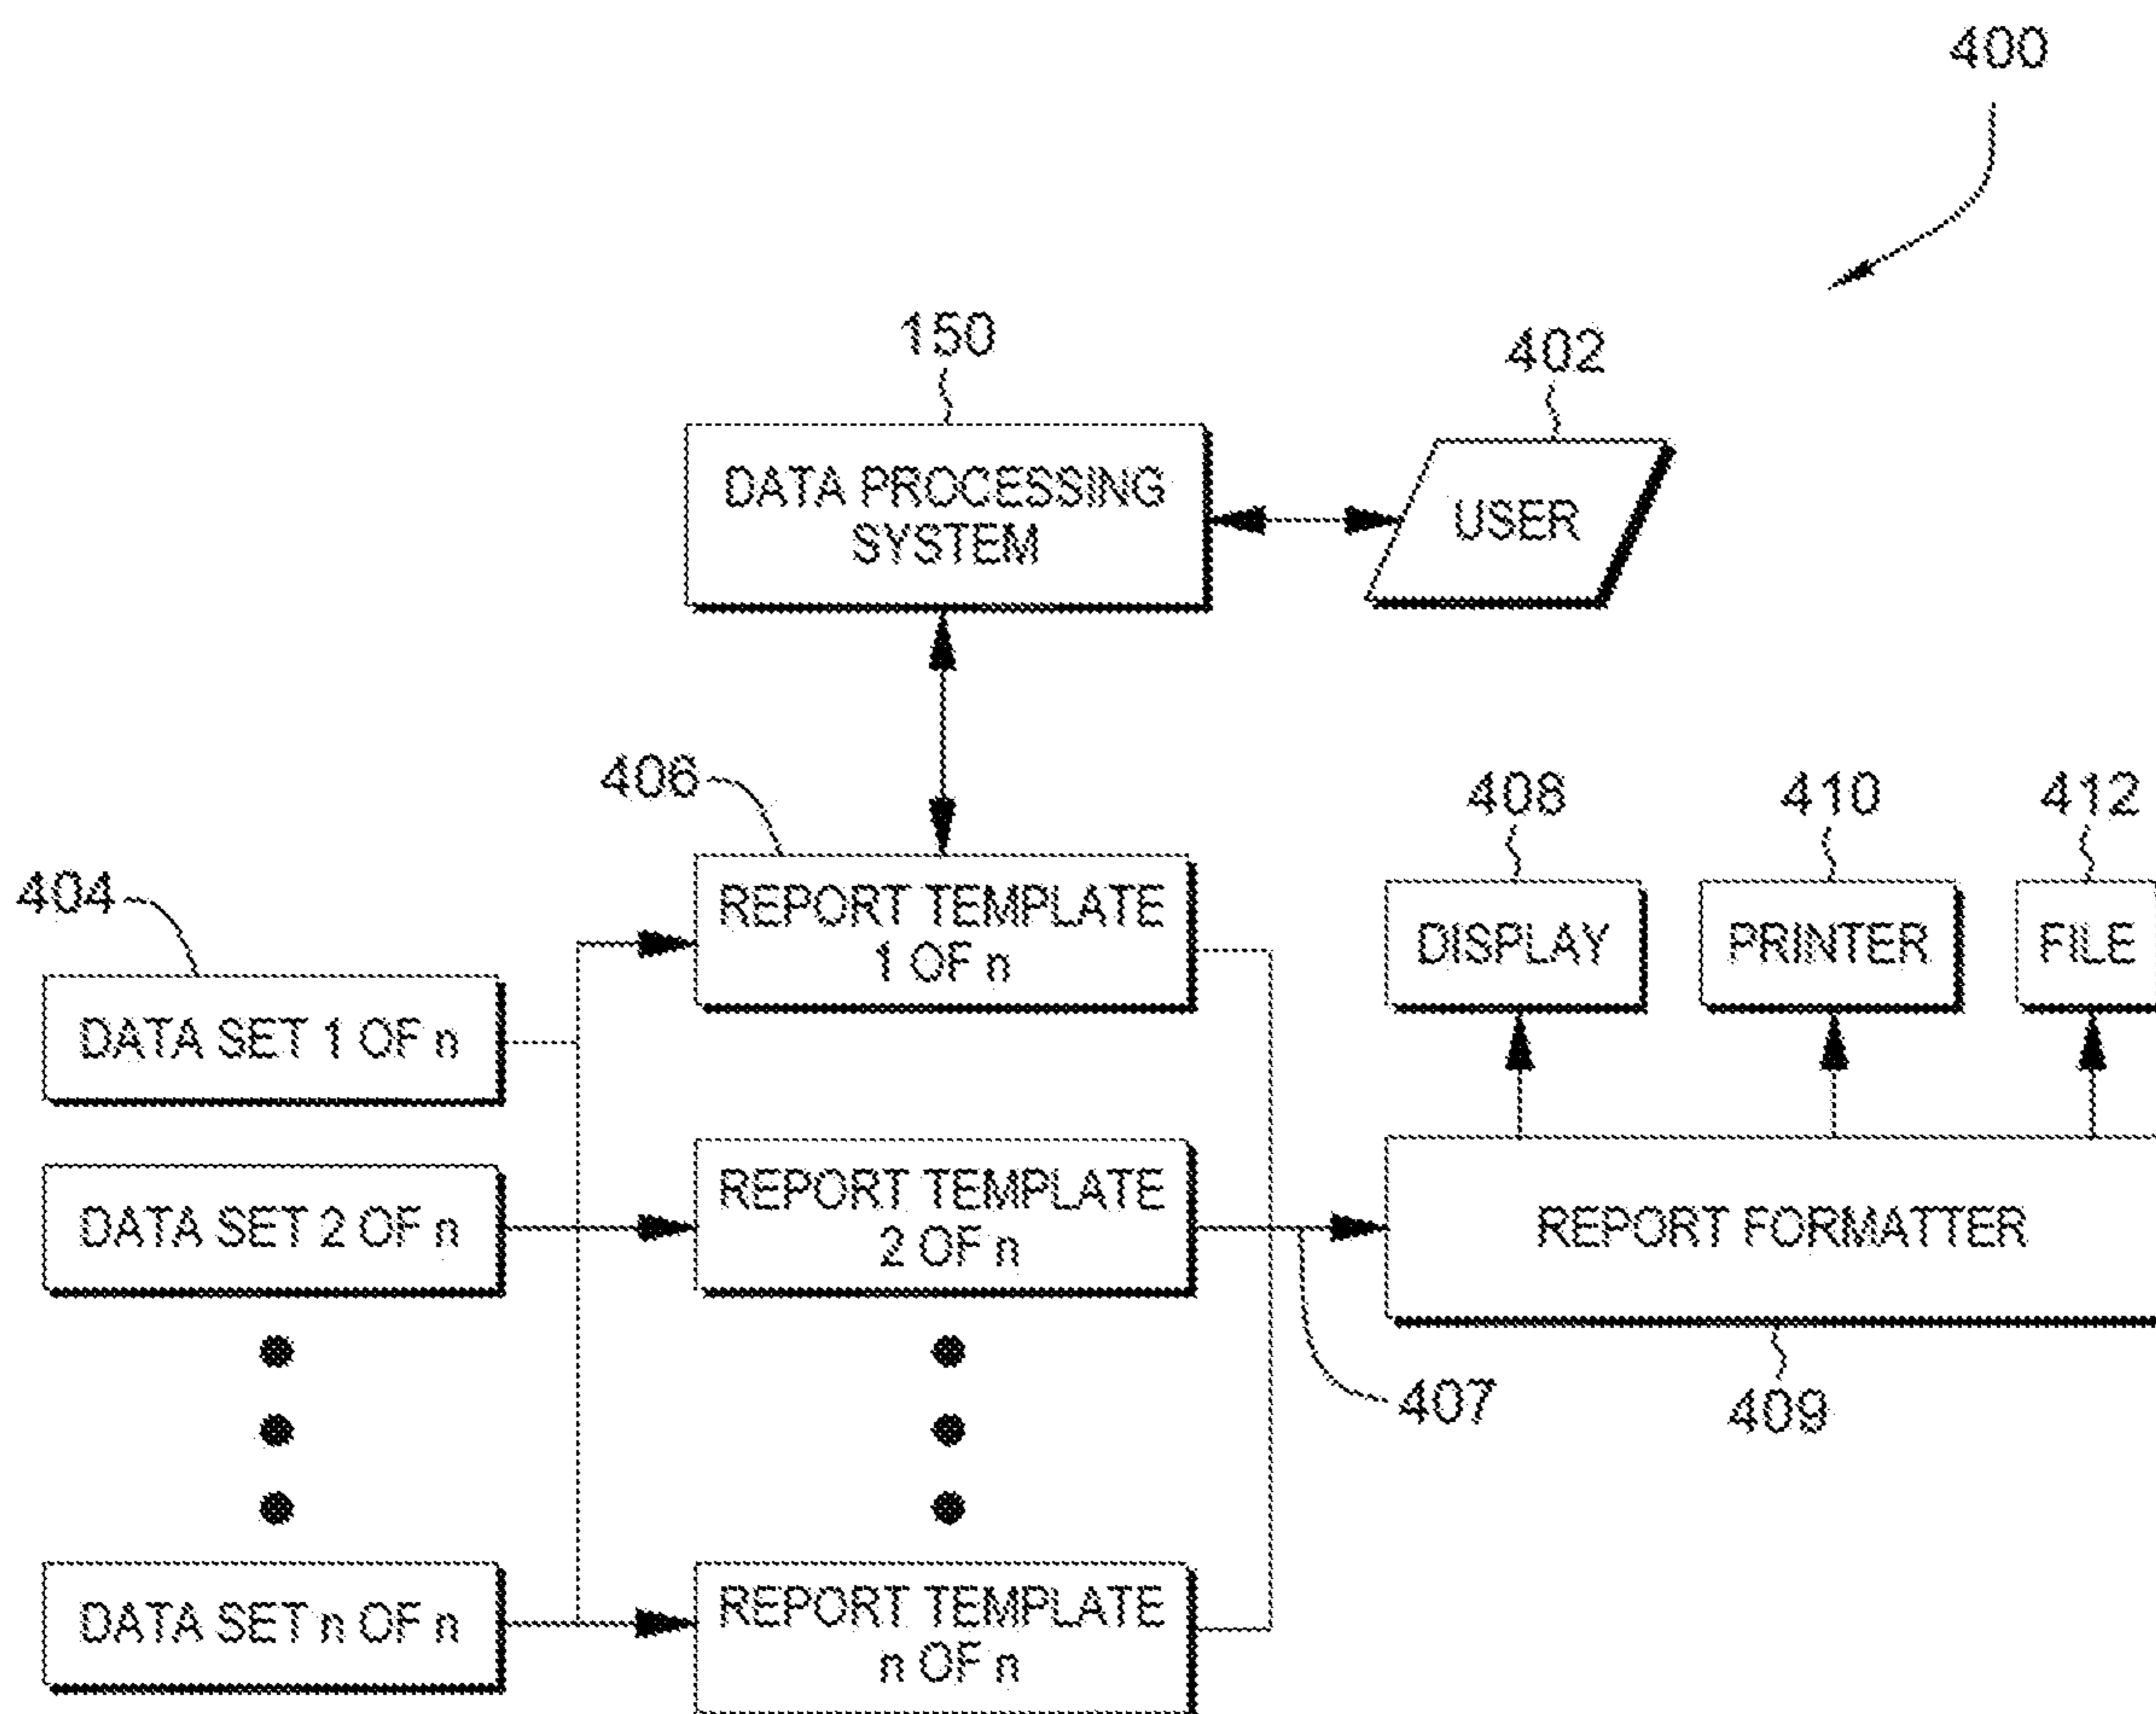 400
150
402
DATA PROCESSING
SYSTEM
USER
406
408
410
412
404
REPORT TEMPLATE
1 OF n
DISPLAY
PRINTER
FILE
DATA SET 1 OF n
REPORT TEMPLATE
2 OF n
DATA SET 2 OF n
REPORT FORMATTER
407
409
DATA SET n OF n
REPORT TEMPLATE
n OF n